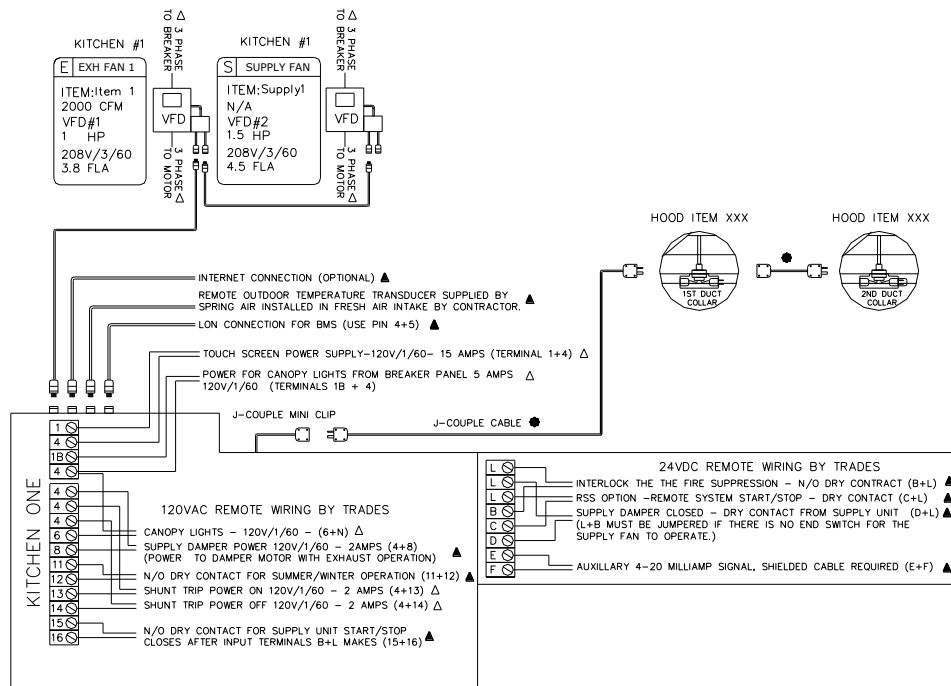 KITCHEN #1
E EXH FAN 1
ITEM:Item 1
2000 CFM
VFD#1
1 HP
208V/3/60
3.8 FLA
△ 3 PHASE
TO BREAKER
VFD
3 PHASE △
TO MOTOR
KITCHEN #1
S SUPPLY FAN
ITEM:Supply1
N/A
VFD#2
1.5 HP
208V/3/60
4.5 FLA
△ 3 PHASE
TO BREAKER
VFD
3 PHASE △
TO MOTOR
HOOD ITEM XXX
1ST DUCT
COLLAR
HOOD ITEM XXX
2ND DUCT
COLLAR
INTERNET CONNECTION (OPTIONAL)
REMOTE OUTDOOR TEMPERATURE TRANSDUCER SUPPLIED BY
SPRING AIR INSTALLED IN FRESH AIR INTAKE BY CONTRACTOR.
LON CONNECTION FOR BMS (USE PIN 4+5)
TOUCH SCREEN POWER SUPPLY-120V/1/60- 15 AMPS (TERMINAL 1+4) △
POWER FOR CANOPY LIGHTS FROM BREAKER PANEL 5 AMPS △
120V/1/60 (TERMINALS 1B + 4)
J-COUPLE MINI CLIP
J-COUPLE CABLE
KITCHEN ONE
1
4
1B
4
4
4
4
6
8
11
12
13
14
15
16
120VAC REMOTE WIRING BY TRADES
CANOPY LIGHTS - 120V/1/60 - (6+N) △
SUPPLY DAMPER POWER 120V/1/60 - 2AMPS (4+8)
(POWER TO DAMPER MOTOR WITH EXHAUST OPERATION)
N/O DRY CONTACT FOR SUMMER/WINTER OPERATION (11+12)
SHUNT TRIP POWER ON 120V/1/60 - 2 AMPS (4+13) △
SHUNT TRIP POWER OFF 120V/1/60 - 2 AMPS (4+14) △
N/O DRY CONTACT FOR SUPPLY UNIT START/STOP
CLOSES AFTER INPUT TERMINALS B+L MAKES (15+16)
L
L
L
B
C
D
E
F
24VDC REMOTE WIRING BY TRADES
INTERLOCK THE THE FIRE SUPPRESSION - N/O DRY CONTRACT (B+L)
RSS OPTION -REMOTE SYSTEM START/STOP - DRY CONTACT (C+L)
SUPPLY DAMPER CLOSED - DRY CONTACT FROM SUPPLY UNIT (D+L)
(L+B MUST BE JUMPERED IF THERE IS NO END SWITCH FOR THE
SUPPLY FAN TO OPERATE.)
AUXILLARY 4-20 MILLIAMP SIGNAL, SHIELDED CABLE REQUIRED (E+F)